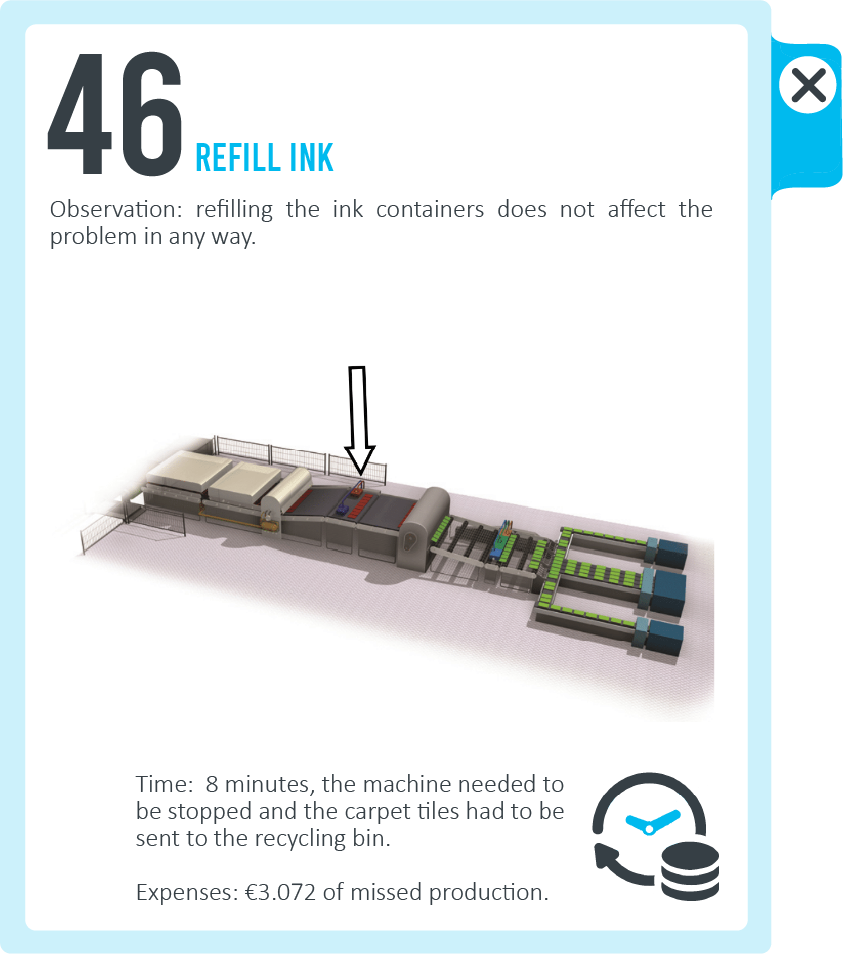 46
REFILL INK
Observation: refilling the ink containers does not affect the
problem in any way.
Time:  8 minutes, the machine needed to
be stopped and the carpet tiles had to be
sent to the recycling bin.
Expenses: €3.072 of missed production.